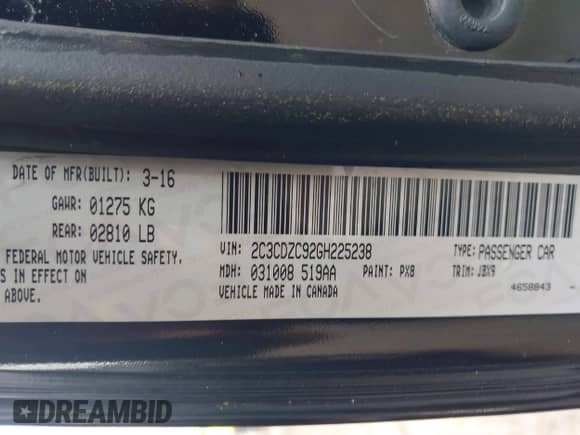 DATE OF MFR(BUILT): 3-16
GAWR: 01275 KG
REAR: 02810 LB
FEDERAL MOTOR VEHICLE SAFETY.
S IN EFFECT ON
ABOVE.
VIN: 2C3CDZC92GH225238
TYPE: PASSENGER CAR
MDH: 031008 519AA
PAINT: PX8
TRIM: JBX9
VEHICLE MADE IN CANADA
4658843
DREAMBID